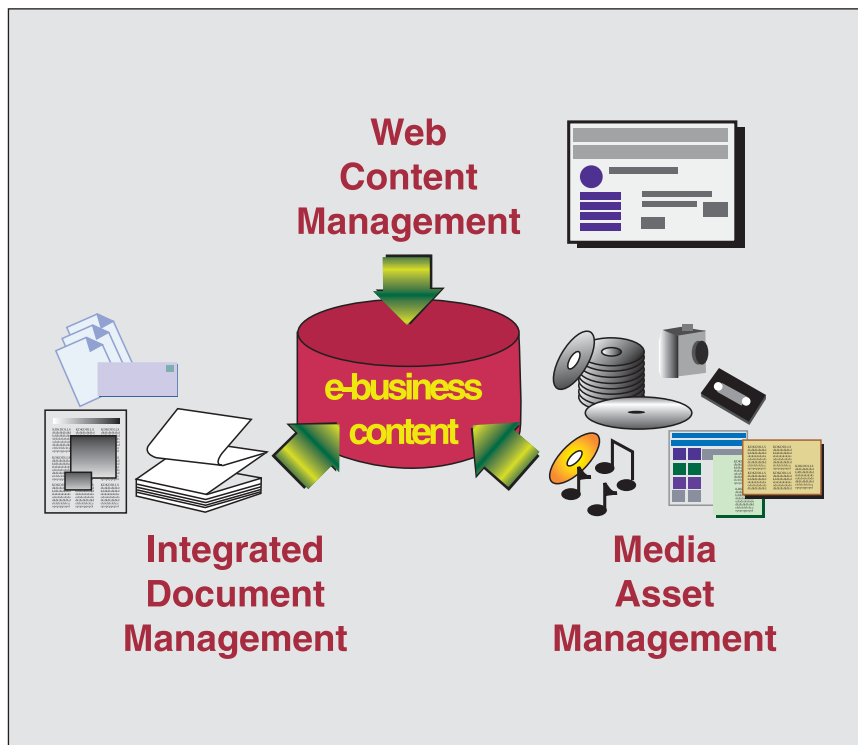 Web
Content
Management
e-business
content
Integrated
Document
Management
Media
Asset
Management